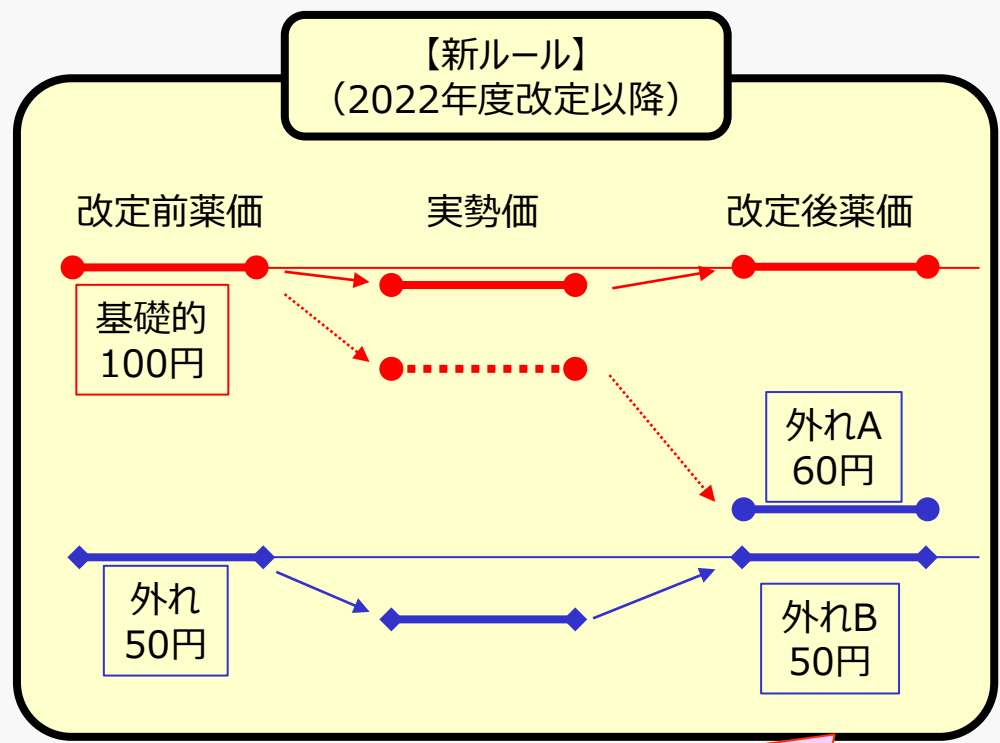 【新ルール】
（2022年度改定以降）
改定前薬価
実勢価
改定後薬価
基礎的
100円
外れA
60円
外れ
50円
外れB
50円